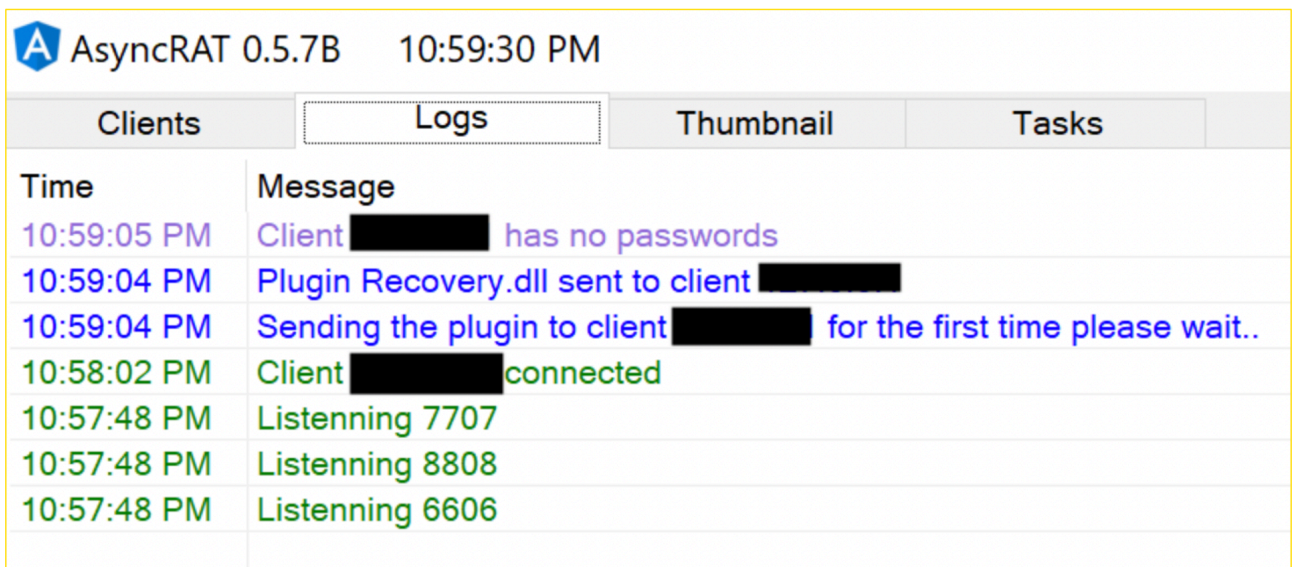 AsyncRAT 0.5.7B 10:59:30 PM
Clients Logs Thumbnail Tasks
Time Message
10:59:05 PM Client has no passwords
10:59:04 PM Plugin Recovery.dll sent to client
10:59:04 PM Sending the plugin to client for the first time please wait..
10:58:02 PM Client connected
10:57:48 PM Listenning 7707
10:57:48 PM Listenning 8808
10:57:48 PM Listenning 6606